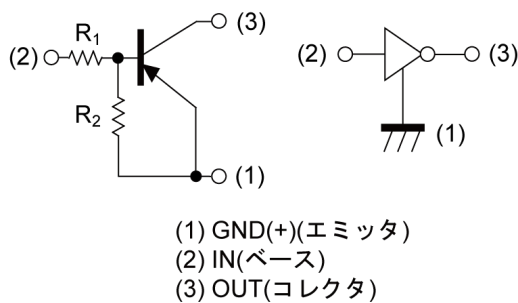 (3)
R1
(2)
R2
(1)
(2)
(3)
(1)
(1) GND(+)(エミッタ)
(2) IN(ベース)
(3) OUT(コレクタ)